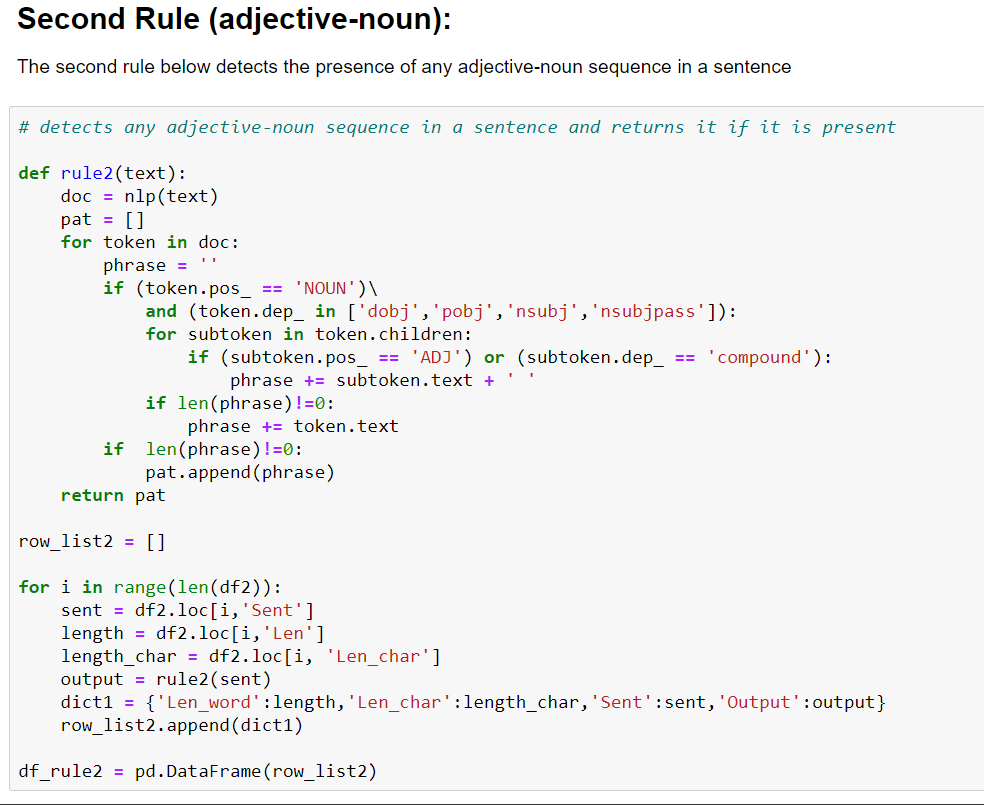 Second Rule (adjective-noun):
The second rule below detects the presence of any adjective-noun sequence in a sentence
# detects any adjective-noun sequence in a sentence and returns it if it is present
def rule2(text):
    doc = nlp(text)
    pat = []
    for token in doc:
        phrase = ''
        if (token.pos_ == 'NOUN')\
            and (token.dep_ in ['dobj','pobj','nsubj','nsubjpass']):
            for subtoken in token.children:
                if (subtoken.pos_ == 'ADJ') or (subtoken.dep_ == 'compound'):
                    phrase += subtoken.text + ' '
            if len(phrase)!=0:
                phrase += token.text
        if  len(phrase)!=0:
            pat.append(phrase)
    return pat
row_list2 = []
for i in range(len(df2)):
    sent = df2.loc[i,'Sent']
    length = df2.loc[i,'Len']
    length_char = df2.loc[i, 'Len_char']
    output = rule2(sent)
    dict1 = {'Len_word':length,'Len_char':length_char,'Sent':sent,'Output':output}
    row_list2.append(dict1)
df_rule2 = pd.DataFrame(row_list2)